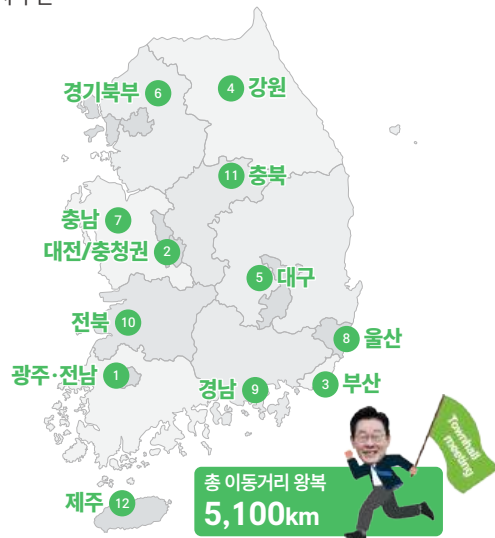 경기북부 6
4 강원
11 충북
충남 7
대전/충청권 2
5 대구
전북 10
8 울산
광주·전남 1
경남 9
3 부산
제주 12
Townhall
meeting
총 이동거리 왕복
5,100km